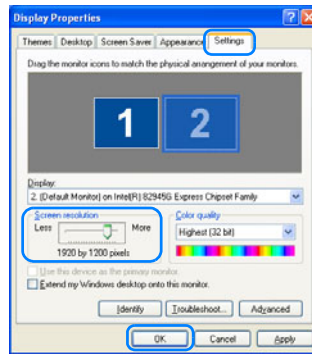 Display Properties
Themes Desktop Screen Saver Appearance Settings
Drag the monitor icons to match the physical arrangement of your monitors.
1 2
Display:
2. (Default Monitor) on Intel(R) 82945G Express Chipset Family
Screen resolution
Less More
1920 by 1200 pixels
Color quality
Highest (32 bit)
Use this device as the primary monitor.
Extend my Windows desktop onto this monitor.
Identify Troubleshoot... Advanced
OK Cancel Apply